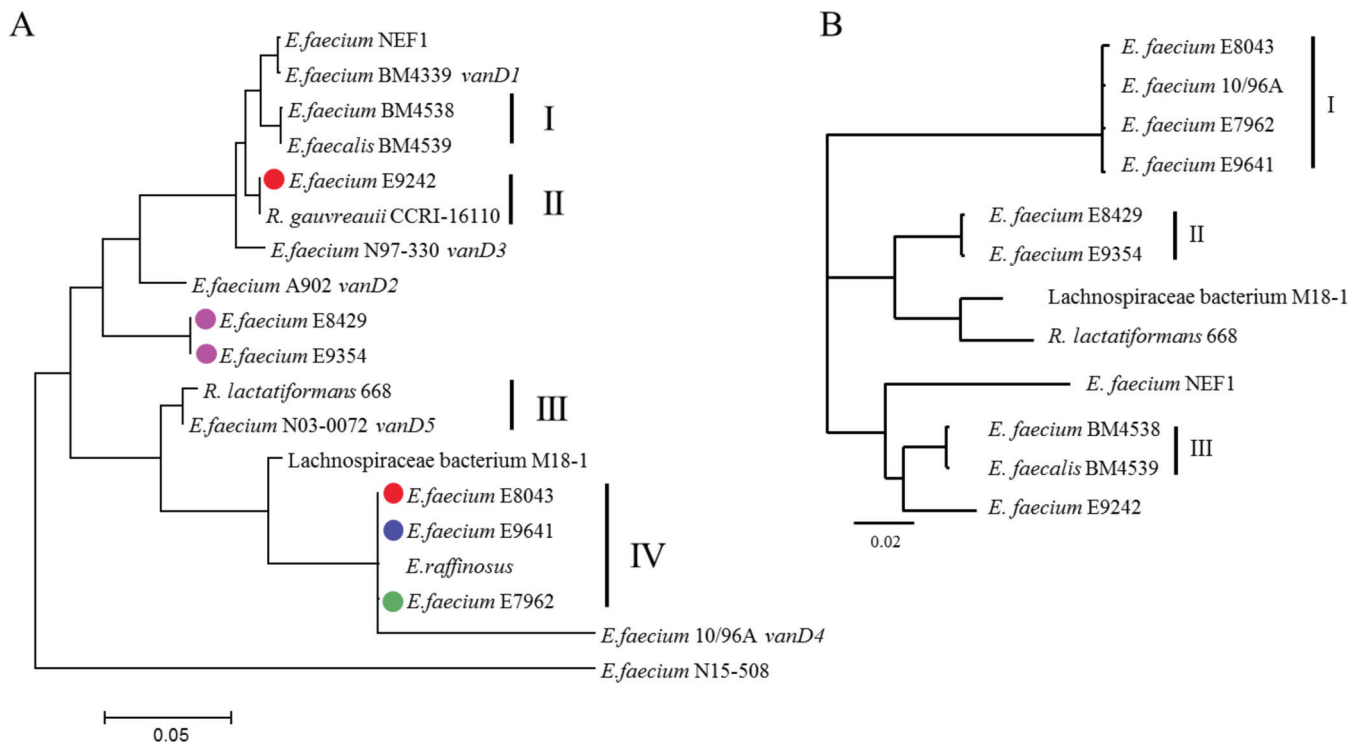 A
E.faecium NEF1
E.faecium BM4339 vanD1
E.faecium BM4538
E.faecalis BM4539
I
E.faecium E9242
R. gauvreauii CCRI-16110
II
E.faecium N97-330 vanD3
E.faecium A902 vanD2
E.faecium E8429
E.faecium E9354
R. lactatiformans 668
E.faecium N03-0072 vanD5
III
Lachnospiraceae bacterium M18-1
E.faecium E8043
E.faecium E9641
E.raffinosus
E.faecium E7962
IV
E.faecium 10/96A vanD4
E.faecium N15-508
0.05
B
E. faecium E8043
E. faecium 10/96A
E. faecium E7962
E. faecium E9641
I
E. faecium E8429
E. faecium E9354
II
Lachnospiraceae bacterium M18-1
R. lactatiformans 668
E. faecium NEF1
E. faecium BM4538
E. faecalis BM4539
III
E. faecium E9242
0.02